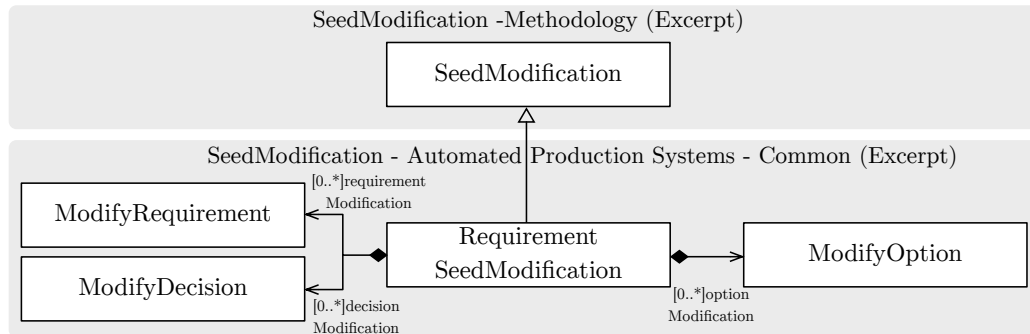 SeedModification -Methodology (Excerpt)
SeedModification
SeedModification - Automated Production Systems - Common (Excerpt)
[0..*]requirement
Modification
ModifyRequirement
Requirement
SeedModification
ModifyOption
ModifyDecision
[0..*]decision
Modification
[0..*]option
Modification